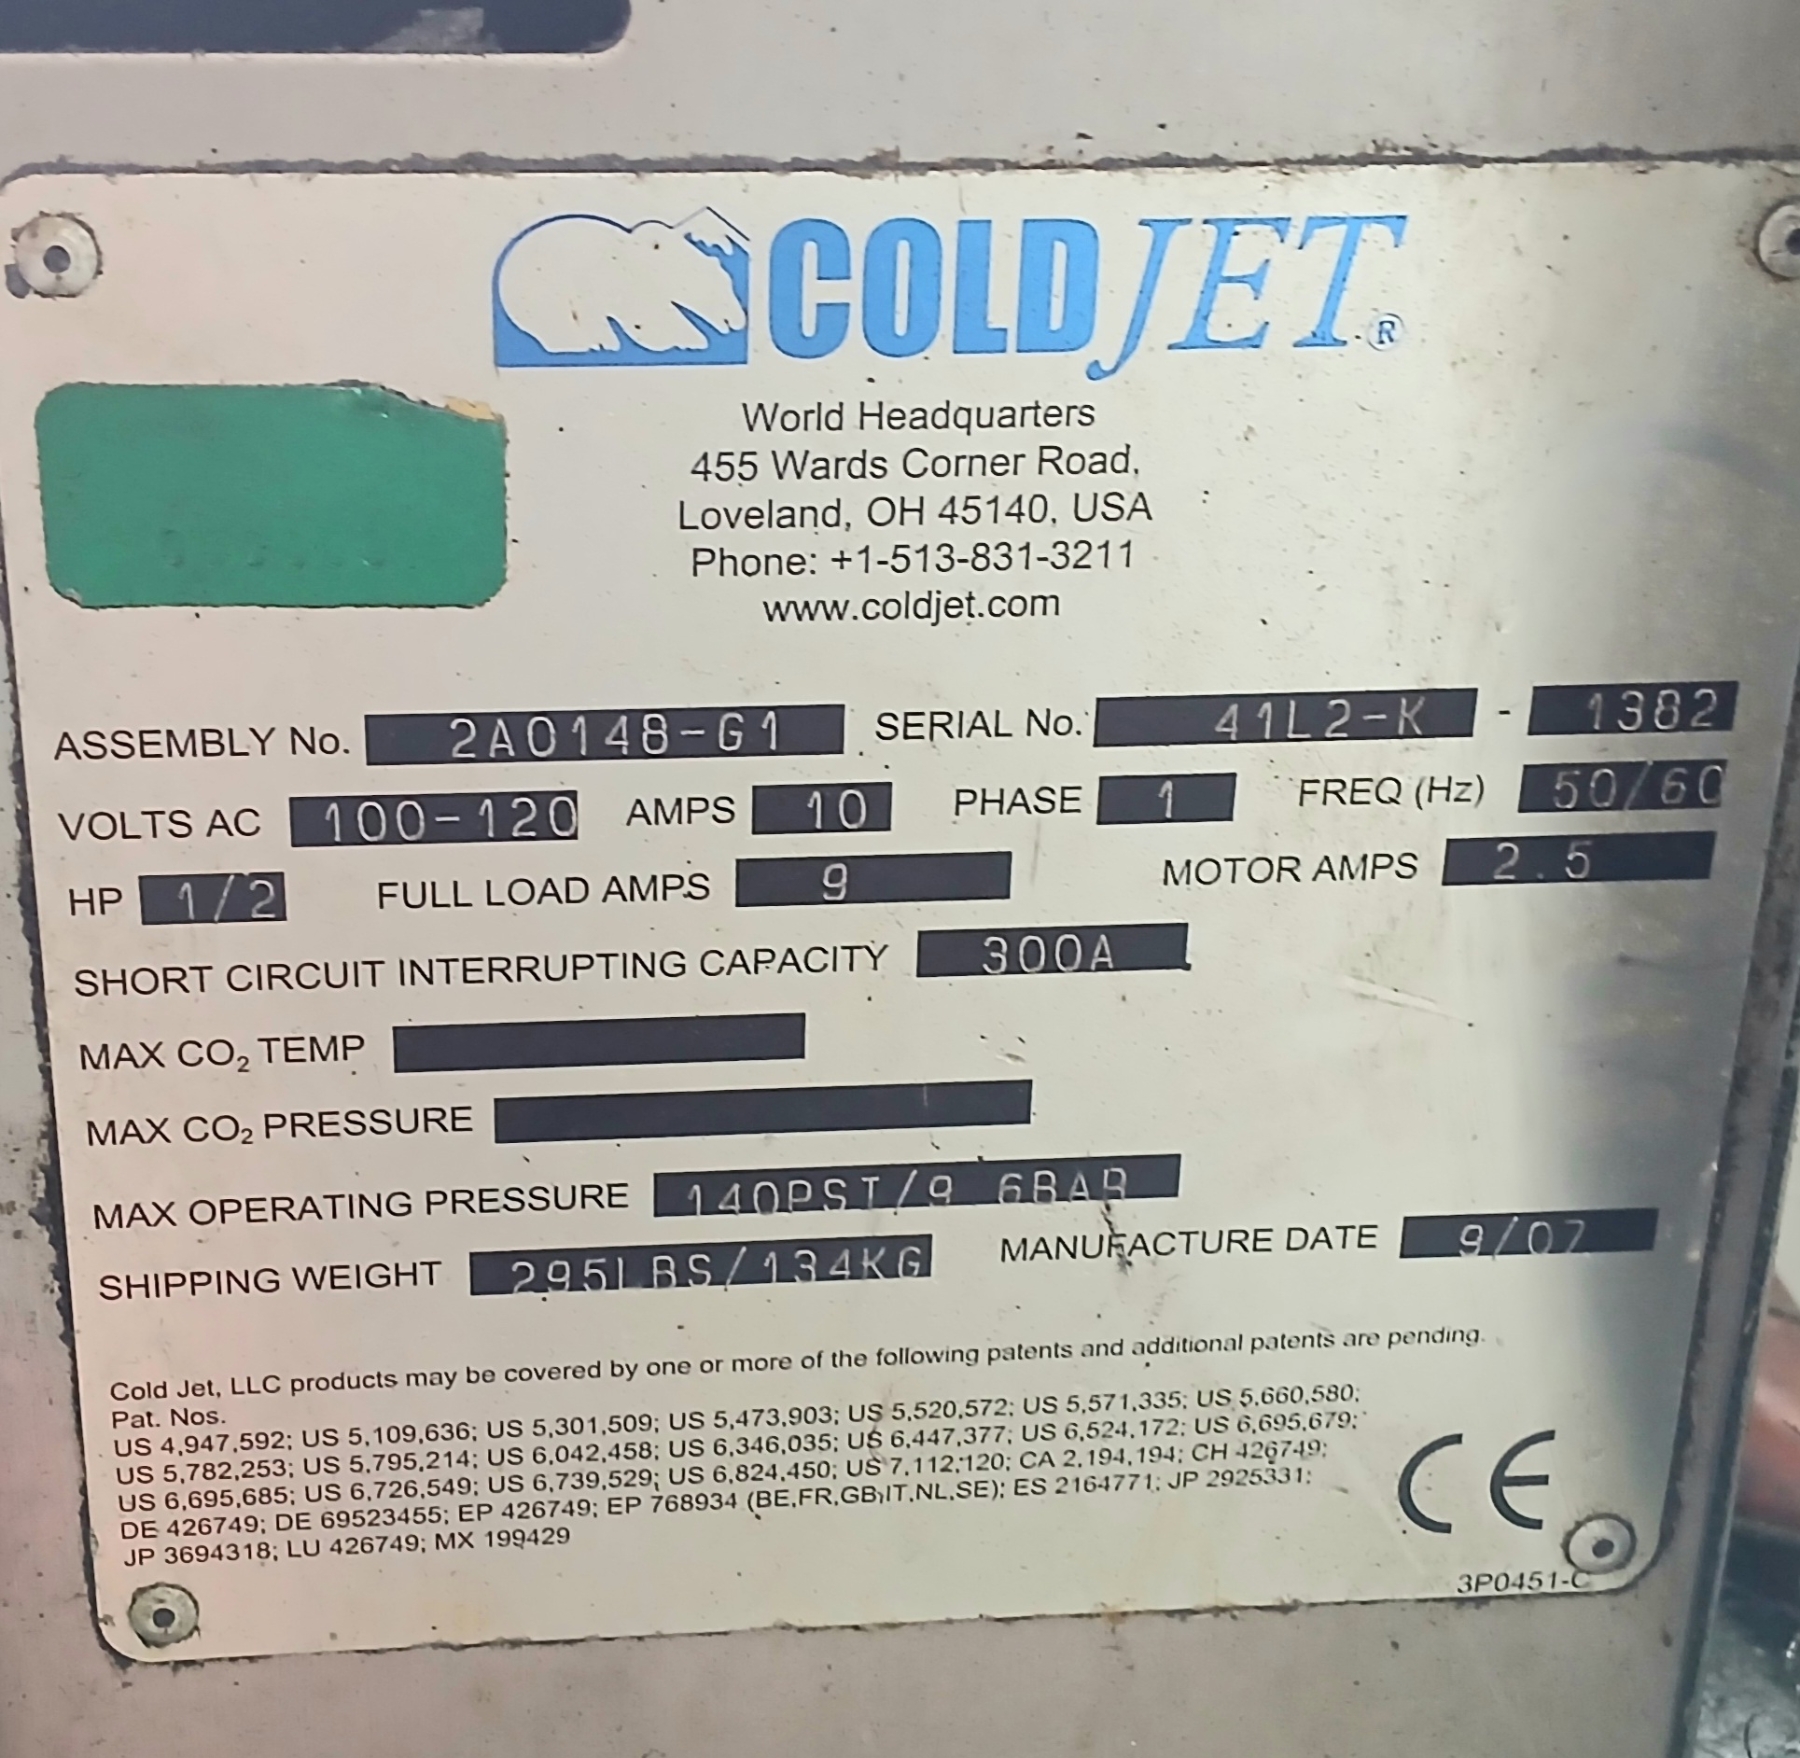 COLDJET®
World Headquarters
455 Wards Corner Road,
Loveland, OH 45140, USA
Phone: +1-513-831-3211
www.coldjet.com
ASSEMBLY No. 2A0148-G1 SERIAL No. 41L2-K - 1382
VOLTS AC 100-120 AMPS 10 PHASE 1 FREQ (Hz) 50/60
HP 1/2 FULL LOAD AMPS 9 MOTOR AMPS 2.5
SHORT CIRCUIT INTERRUPTING CAPACITY 300A
MAX CO₂ TEMP
MAX CO₂ PRESSURE
MAX OPERATING PRESSURE 140PSI/9 6BAR
SHIPPING WEIGHT 295LBS/134KG MANUFACTURE DATE 9/07
Cold Jet, LLC products may be covered by one or more of the following patents and additional patents are pending.
Pat. Nos.
US 4,947,592; US 5,109,636; US 5,301,509; US 5,473,903; US 5,520,572; US 5,571,335; US 5,660,580;
US 5,782,253; US 5,795,214; US 6,042,458; US 6,346,035; US 6,447,377; US 6,524,172; US 6,695,679;
US 6,695,685; US 6,726,549; US 6,739,529; US 6,824,450; US 7,112,120; CA 2,194,194; CH 426749;
DE 426749; DE 69523455; EP 426749; EP 768934 (BE,FR,GB,IT,NL,SE); ES 2164771; JP 2925331;
JP 3694318; LU 426749; MX 199429
CE
3P0451-C